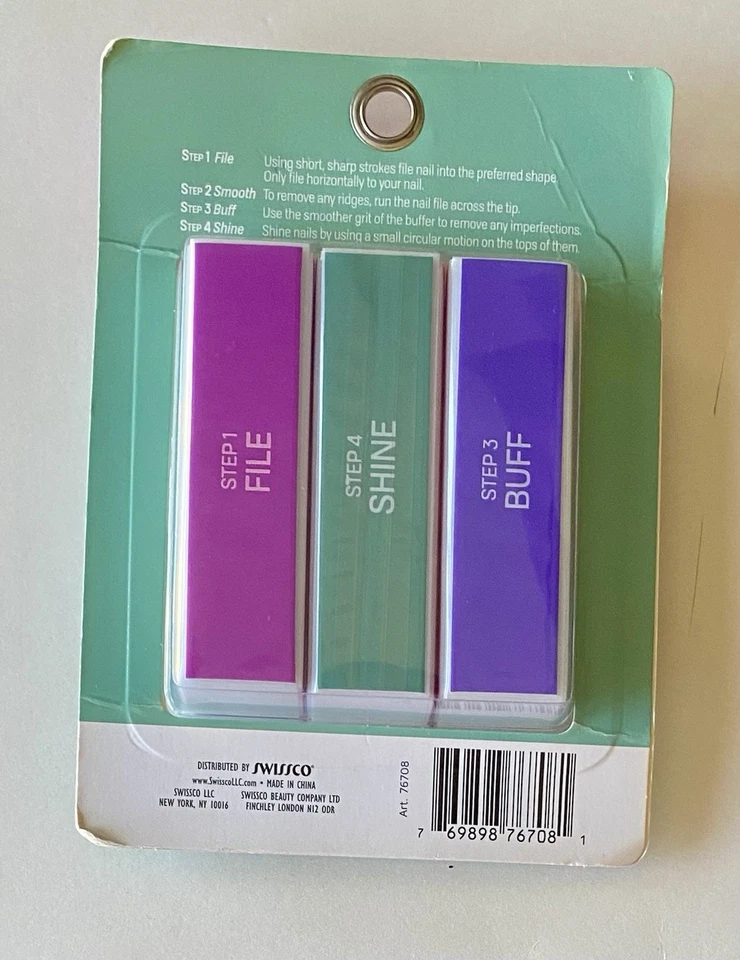 STEP 1 File Using short, sharp strokes file nail into the preferred shape
Only file horizontally to your nail.
STEP 2 Smooth To remove any ridges, run the nail file across the tip.
STEP 3 Buff Use the smoother grit of the buffer to remove any imperfections.
STEP 4 Shine Shine nails by using a small circular motion on the tops of them.
STEP 1
FILE
STEP 4
SHINE
STEP 3
BUFF
DISTRIBUTED BY SWISSCO®
www.SwisscoLLC.com • MADE IN CHINA
SWISSCO LLC SWISSCO BEAUTY COMPANY LTD
NEW YORK, NY 10016 FINCHLEY LONDON N12 0DR
Art. 76708
7 69898 76708 1